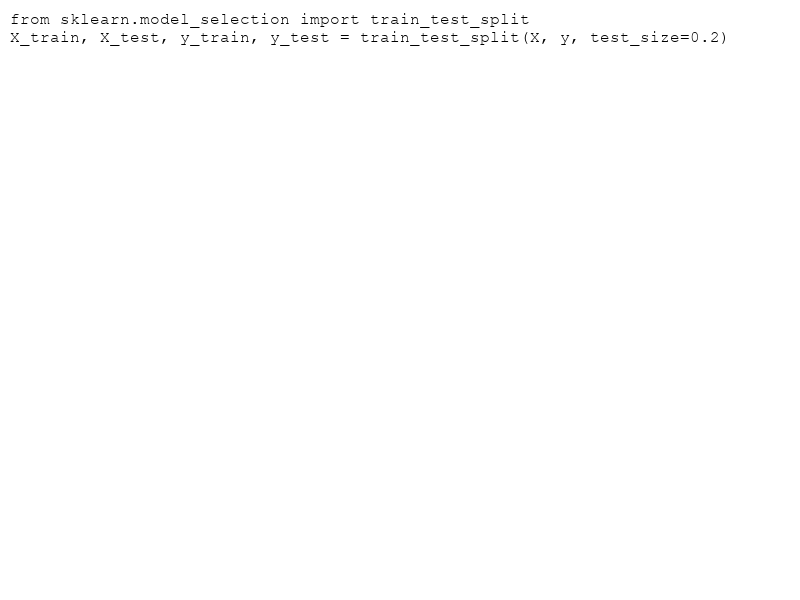 from sklearn.model_selection import train_test_split
X_train, X_test, y_train, y_test = train_test_split(X, y, test_size=0.2)